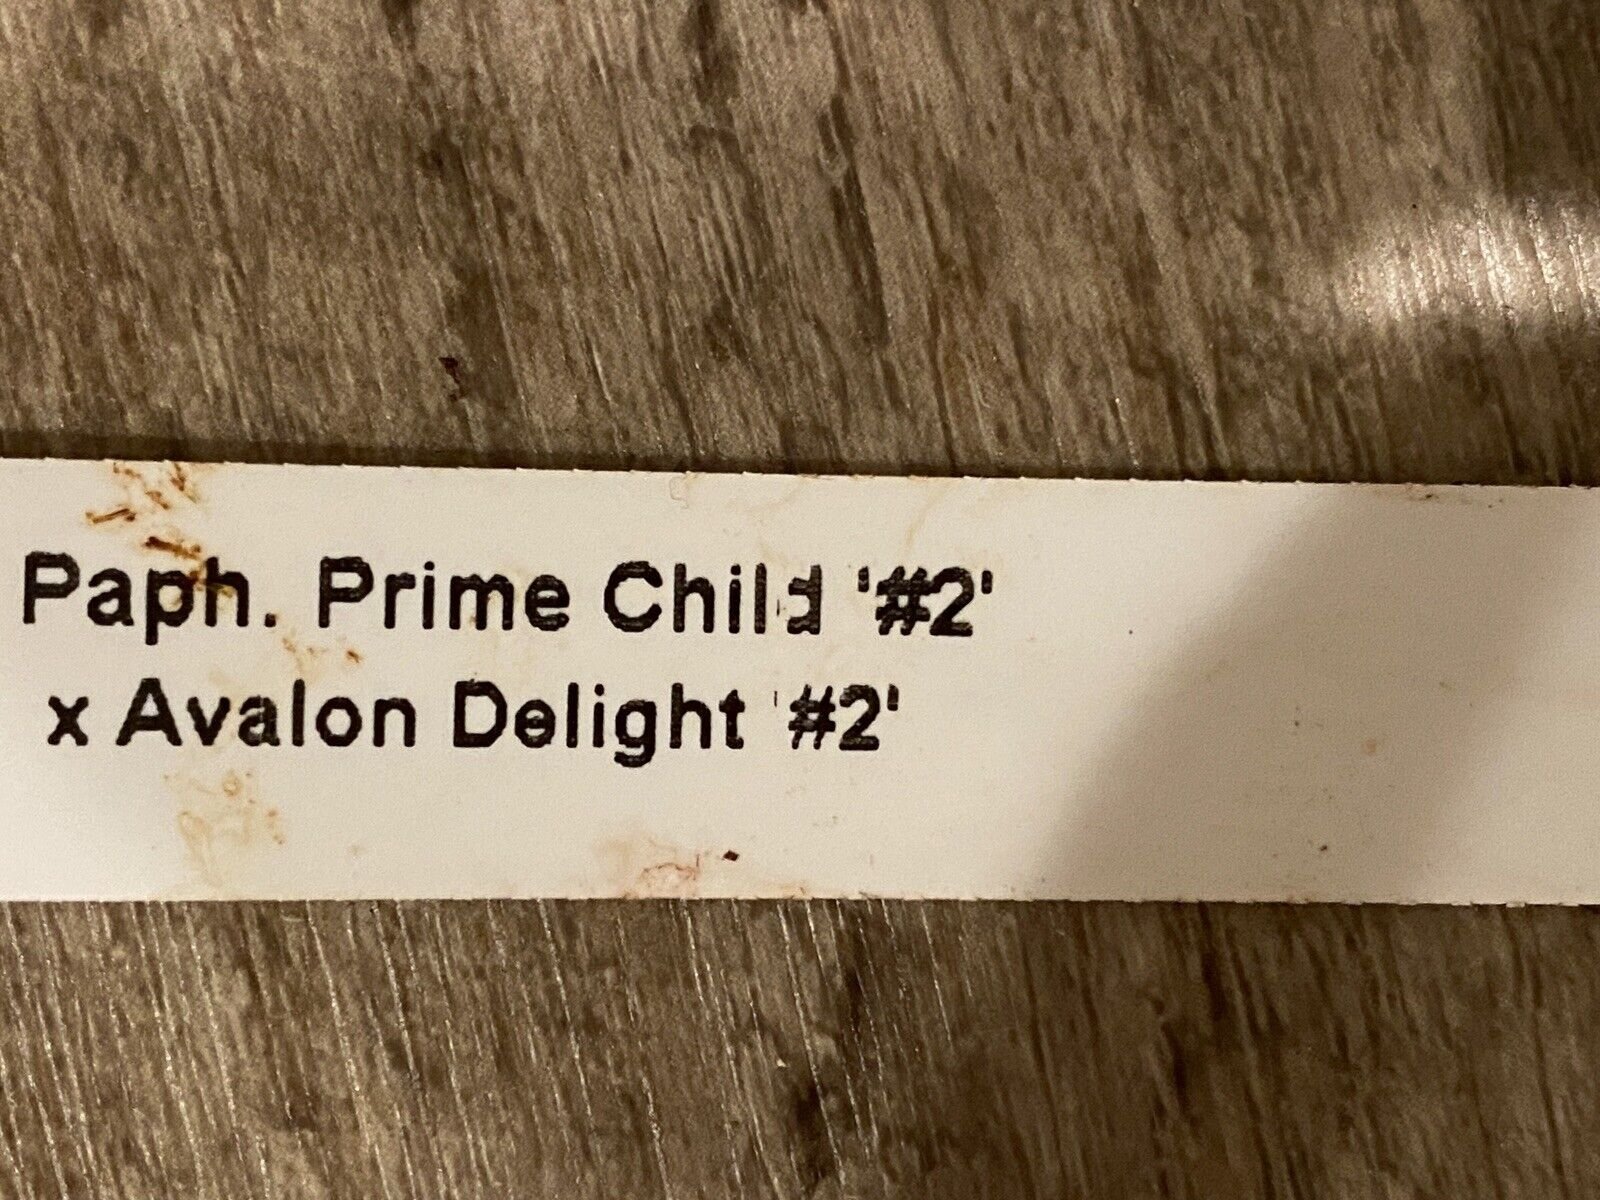 Paph. Prime Child '#2'
x Avalon Delight '#2'